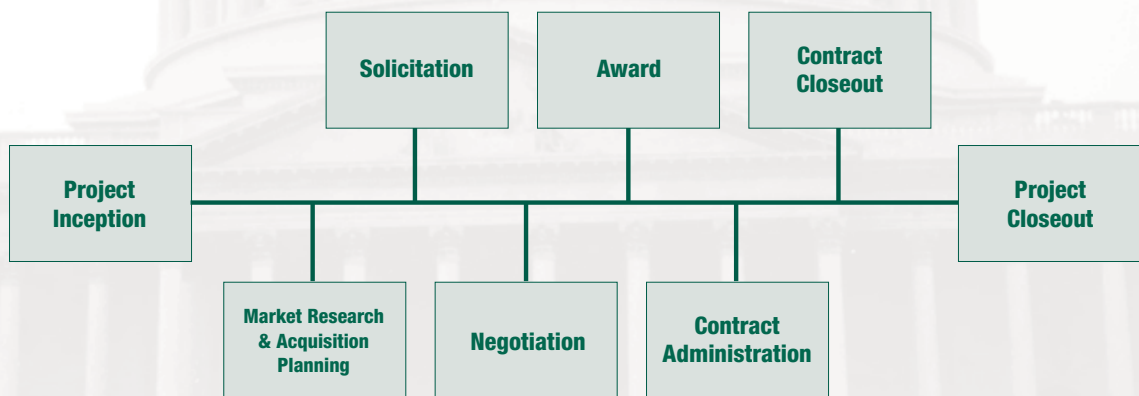 Solicitation
Award
Contract
Closeout
Project
Inception
Project
Closeout
Market Research
& Acquisition
Planning
Negotiation
Contract
Administration